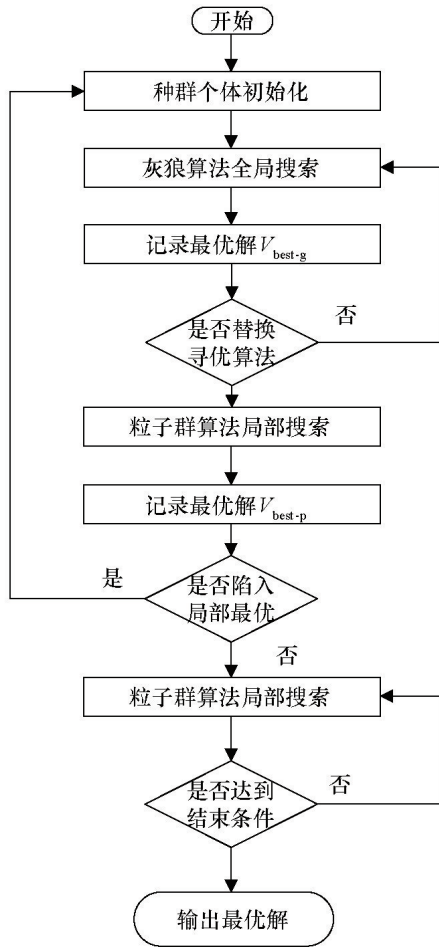 开始
种群个体初始化
灰狼算法全局搜索
记录最优解V_best-g
是否替换
寻优算法
否
粒子群算法局部搜索
记录最优解V_best-p
是
是否陷入
局部最优
否
粒子群算法局部搜索
是否达到
结束条件
否
输出最优解